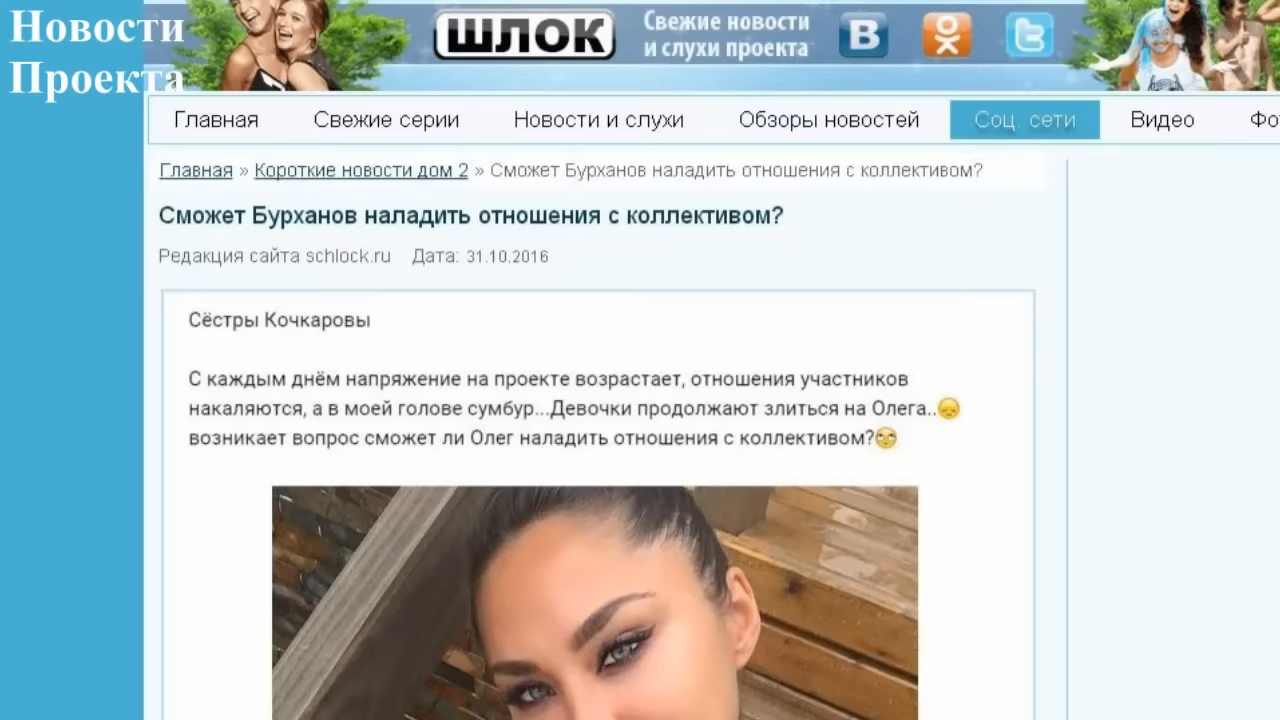 Новости
Проекта
ШЛОК
Свежие новости
и слухи проекта
В
Главная Свежие серии Новости и слухи Обзоры новостей Соц. сети Видео Фо
Главная » Короткие новости дом 2 » Сможет Бурханов наладить отношения с коллективом?
Сможет Бурханов наладить отношения с коллективом?
Редакция сайта schlock.ru Дата: 31.10.2016
Сёстры Кочкаровы
С каждым днём напряжение на проекте возрастает, отношения участников
накаляются, а в моей голове сумбур...Девочки продолжают злиться на Олега..😞
возникает вопрос сможет ли Олег наладить отношения с коллективом?🙄